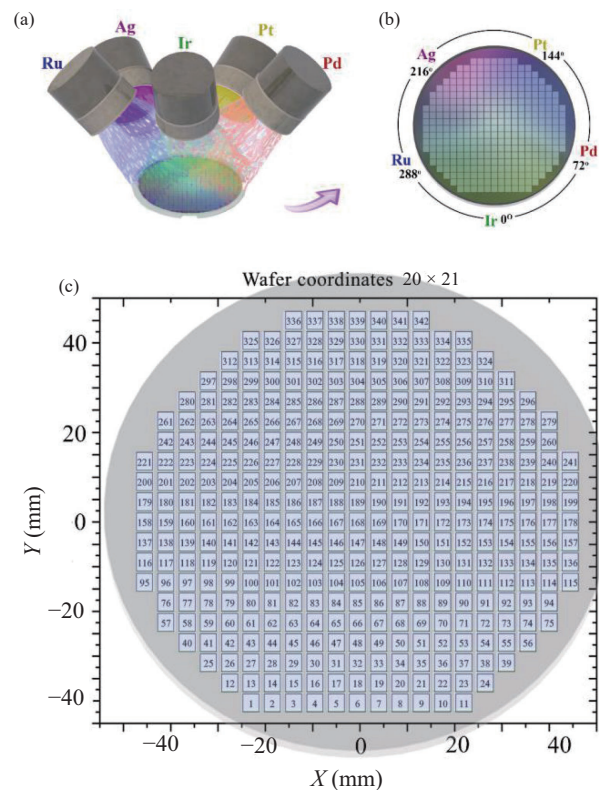 (a)
Ag
Ir
Pt
Ru
Pd
(b)
Ag
216°
Pt
144°
Ru
288°
Pd
72°
Ir 0°
(c)
Wafer coordinates 20 × 21
336 337 338 339 340 341 342
40
325 326 327 328 329 330 331 332 333 334 335
312 313 314 315 316 317 318 319 320 321 322 323 324
297 298 299 300 301 302 303 304 305 306 307 308 309 310 311
280 281 282 283 284 285 286 287 288 289 290 291 292 293 294 295 296
261 262 263 264 265 266 267 268 269 270 271 272 273 274 275 276 277 278 279
20
242 243 244 245 246 247 248 249 250 251 252 253 254 255 256 257 258 259 260
221 222 223 224 225 226 227 228 229 230 231 232 233 234 235 236 237 238 239 240 241
200 201 202 203 204 205 206 207 208 209 210 211 212 213 214 215 216 217 218 219 220
179 180 181 182 183 184 185 186 187 188 189 190 191 192 193 194 195 196 197 198 199
0
158 159 160 161 162 163 164 165 166 167 168 169 170 171 172 173 174 175 176 177 178
137 138 139 140 141 142 143 144 145 146 147 148 149 150 151 152 153 154 155 156 157
116 117 118 119 120 121 122 123 124 125 126 127 128 129 130 131 132 133 134 135 136
95 96 97 98 99 100 101 102 103 104 105 106 107 108 109 110 111 112 113 114 115
76 77 78 79 80 81 82 83 84 85 86 87 88 89 90 91 92 93 94
−20
57 58 59 60 61 62 63 64 65 66 67 68 69 70 71 72 73 74 75
40 41 42 43 44 45 46 47 48 49 50 51 52 53 54 55 56
25 26 27 28 29 30 31 32 33 34 35 36 37 38 39
12 13 14 15 16 17 18 19 20 21 22 23 24
−40
1 2 3 4 5 6 7 8 9 10 11
Y (mm)
−40 −20 0 20 40
X (mm)